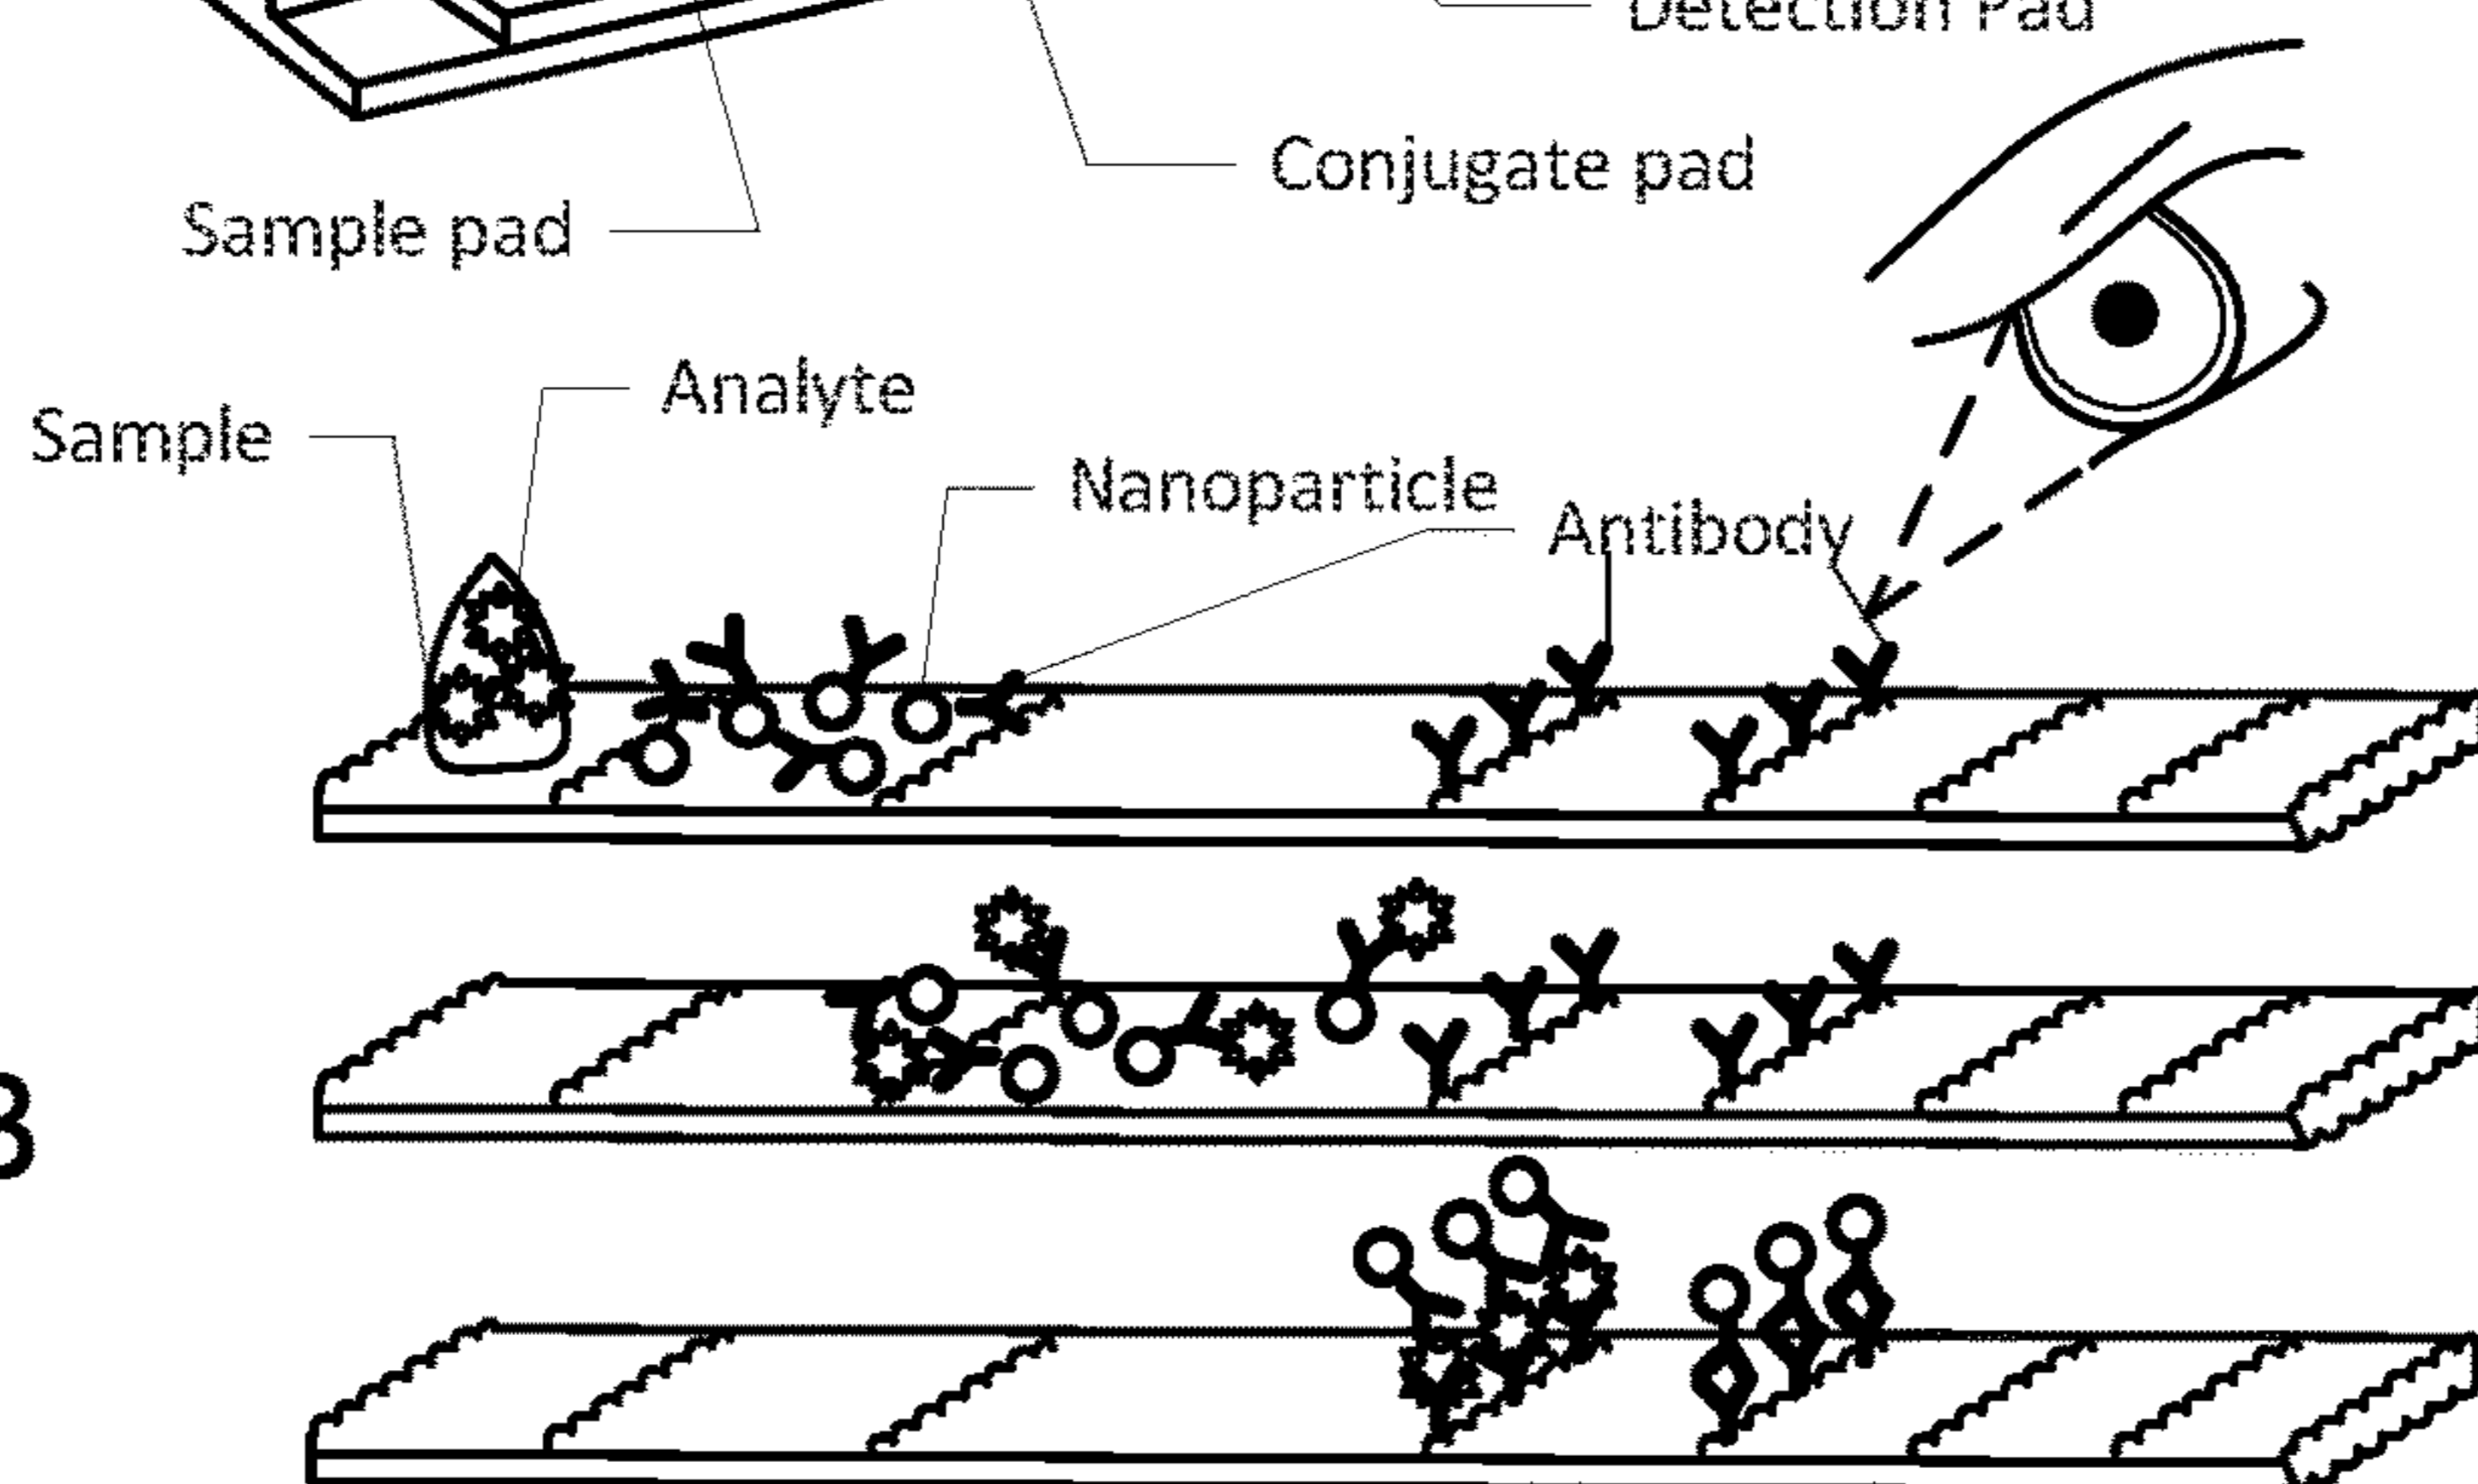 Detection Pad
Conjugate pad
Sample pad
Analyte
Sample
Nanoparticle
Antibody